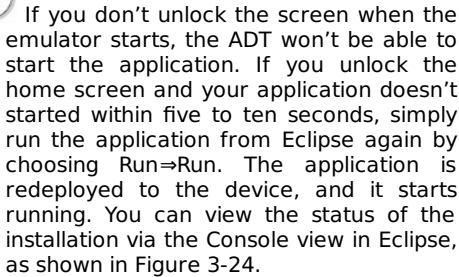 If you don’t unlock the screen when the
emulator starts, the ADT won’t be able to
start the application. If you unlock the
home screen and your application doesn’t
started within five to ten seconds, simply
run the application from Eclipse again by
choosing Run⇒Run. The application is
redeployed to the device, and it starts
running. You can view the status of the
installation via the Console view in Eclipse,
as shown in Figure 3-24.